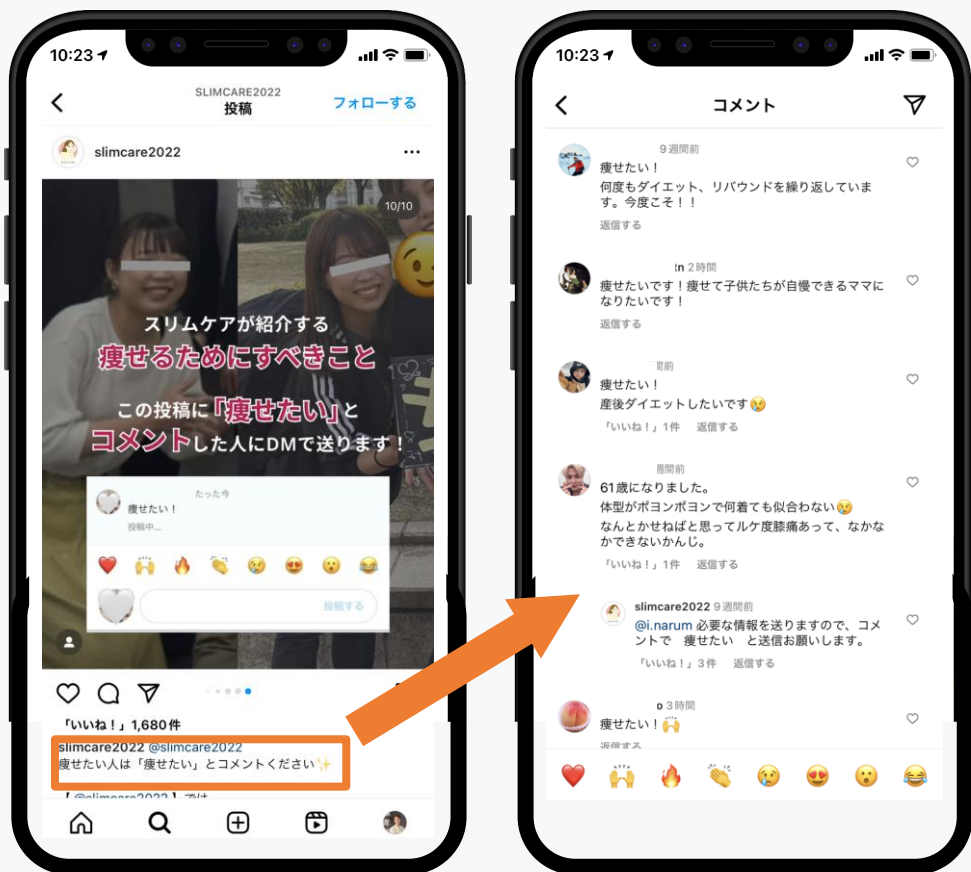 10:23
SLIMCARE2022
投稿
フォローする
slimcare2022
10/10
スリムケアが紹介する
痩せるためにすべきこと
この投稿に「痩せたい」と
コメントした人にDMで送ります！
たった今
痩せたい！
投稿中...
投稿する
「いいね！」1,680件
slimcare2022 @slimcare2022
痩せたい人は「痩せたい」とコメントください✨
【 @slimcare2022 】では
10:23
コメント
9週間前
痩せたい！
何度もダイエット、リバウンドを繰り返していま
す。今度こそ！！
返信する
2時間
痩せたいです！痩せて子供たちが自慢できるママに
なりたいです！
返信する
間前
痩せたい！
産後ダイエットしたいです😢
「いいね！」1件 返信する
週間前
61歳になりました。
体型がポヨンポヨンで何着ても似合わない😢
なんとかせねばと思ってルケ度膝痛あって、なかな
かできないかんじ。
「いいね！」1件 返信する
slimcare2022 9週間前
@i.narum 必要な情報を送りますので、コメ
ントで 痩せたい と送信お願いします。
「いいね！」3件 返信する
o 3時間
痩せたい！🙌
返信する